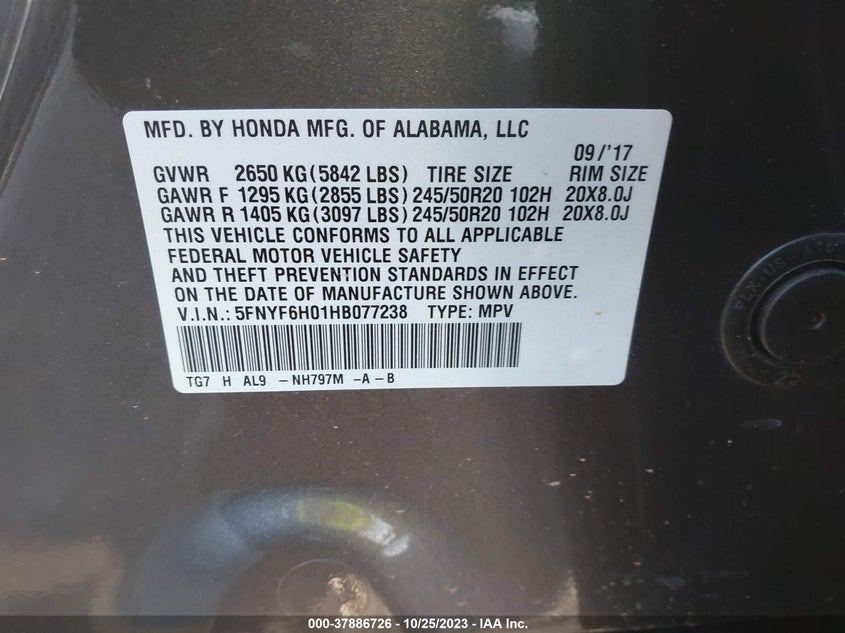 MFD. BY HONDA MFG. OF ALABAMA, LLC
09/'17
GVWR 2650 KG(5842 LBS) TIRE SIZE RIM SIZE
GAWR F 1295 KG(2855 LBS) 245/50R20 102H 20X8.0J
GAWR R 1405 KG(3097 LBS) 245/50R20 102H 20X8.0J
THIS VEHICLE CONFORMS TO ALL APPLICABLE
FEDERAL MOTOR VEHICLE SAFETY
AND THEFT PREVENTION STANDARDS IN EFFECT
ON THE DATE OF MANUFACTURE SHOWN ABOVE.
V.I.N.: 5FNYF6H01HB077238 TYPE: MPV
TG7 H AL9 -NH797M -A-B
000-37886726 - 10/25/2023 - IAA Inc.